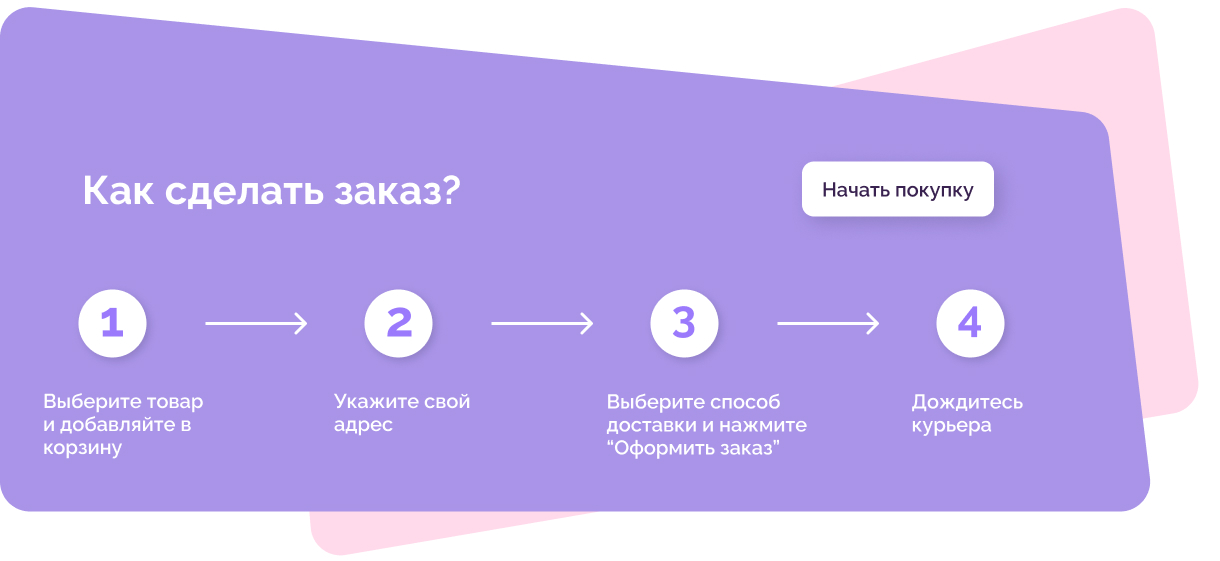 Как сделать заказ?
Начать покупку
1
2
3
4
Выберите товар
и добавляйте в
корзину
Укажите свой
адрес
Выберите способ
доставки и нажмите
“Оформить заказ”
Дождитесь
курьера